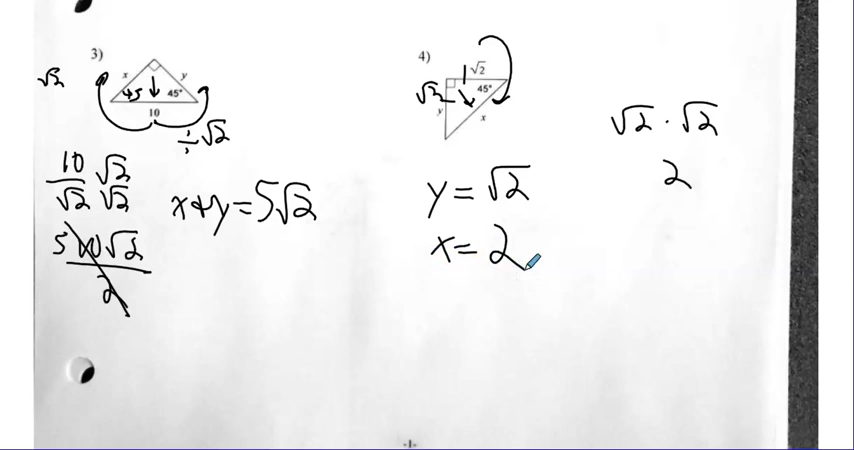 3)
√2
x
y
45
45°
10
÷√2
10 √2
√2 √2
x+y=5√2
5 10√2
2
4)
√2
√2
45°
y
x
y = √2
x = 2
√2 · √2
2
-1-